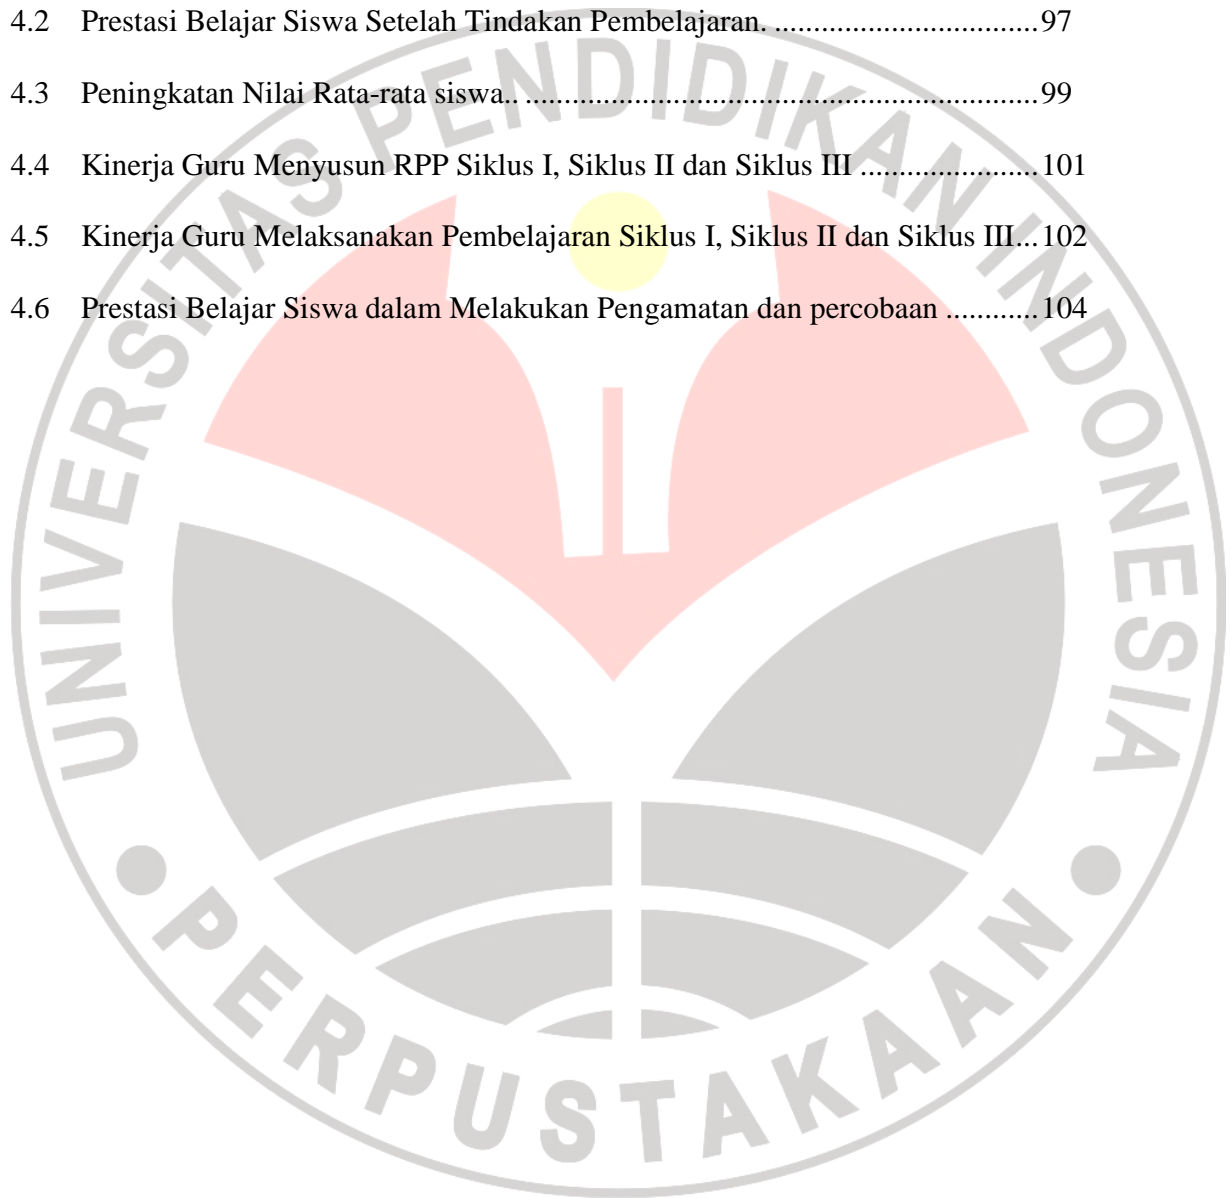 4.2 Prestasi Belajar Siswa Setelah Tindakan Pembelajaran. ..................................97
4.3 Peningkatan Nilai Rata-rata siswa.. ..................................................................99
4.4 Kinerja Guru Menyusun RPP Siklus I, Siklus II dan Siklus III .......................101
4.5 Kinerja Guru Melaksanakan Pembelajaran Siklus I, Siklus II dan Siklus III...102
4.6 Prestasi Belajar Siswa dalam Melakukan Pengamatan dan percobaan ............104
UNIVERSITAS PENDIDIKAN INDONESIA
PERPUSTAKAAN